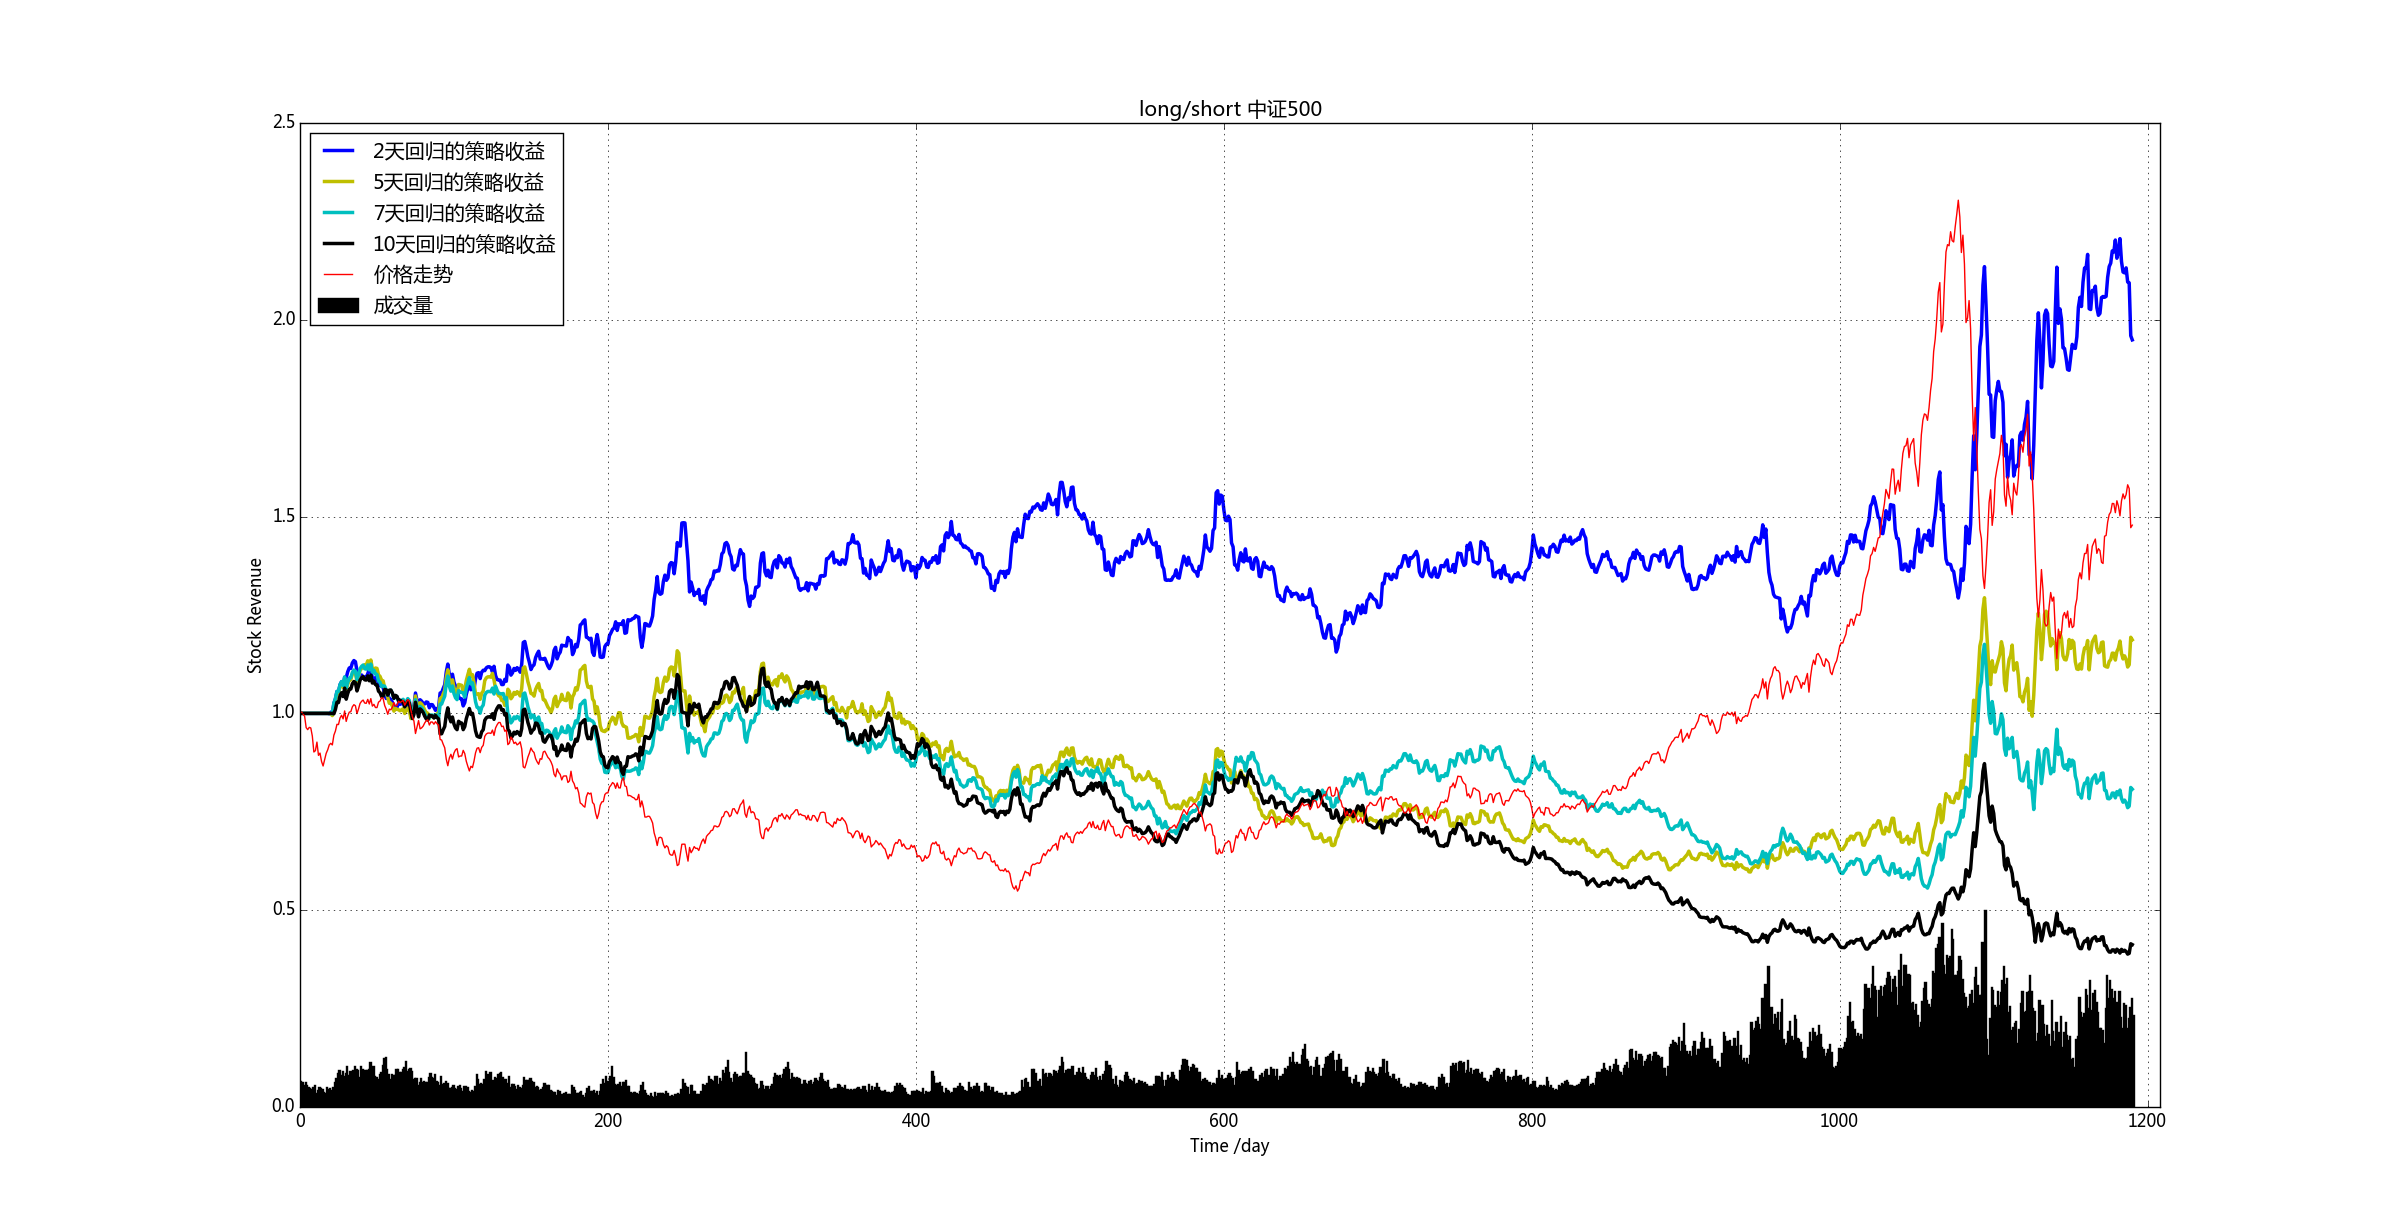 long/short 中证500
2.5
2.0
1.5
1.0
0.5
0.0
Stock Revenue
2天回归的策略收益
5天回归的策略收益
7天回归的策略收益
10天回归的策略收益
价格走势
成交量
0 200 400 600 800 1000 1200
Time /day